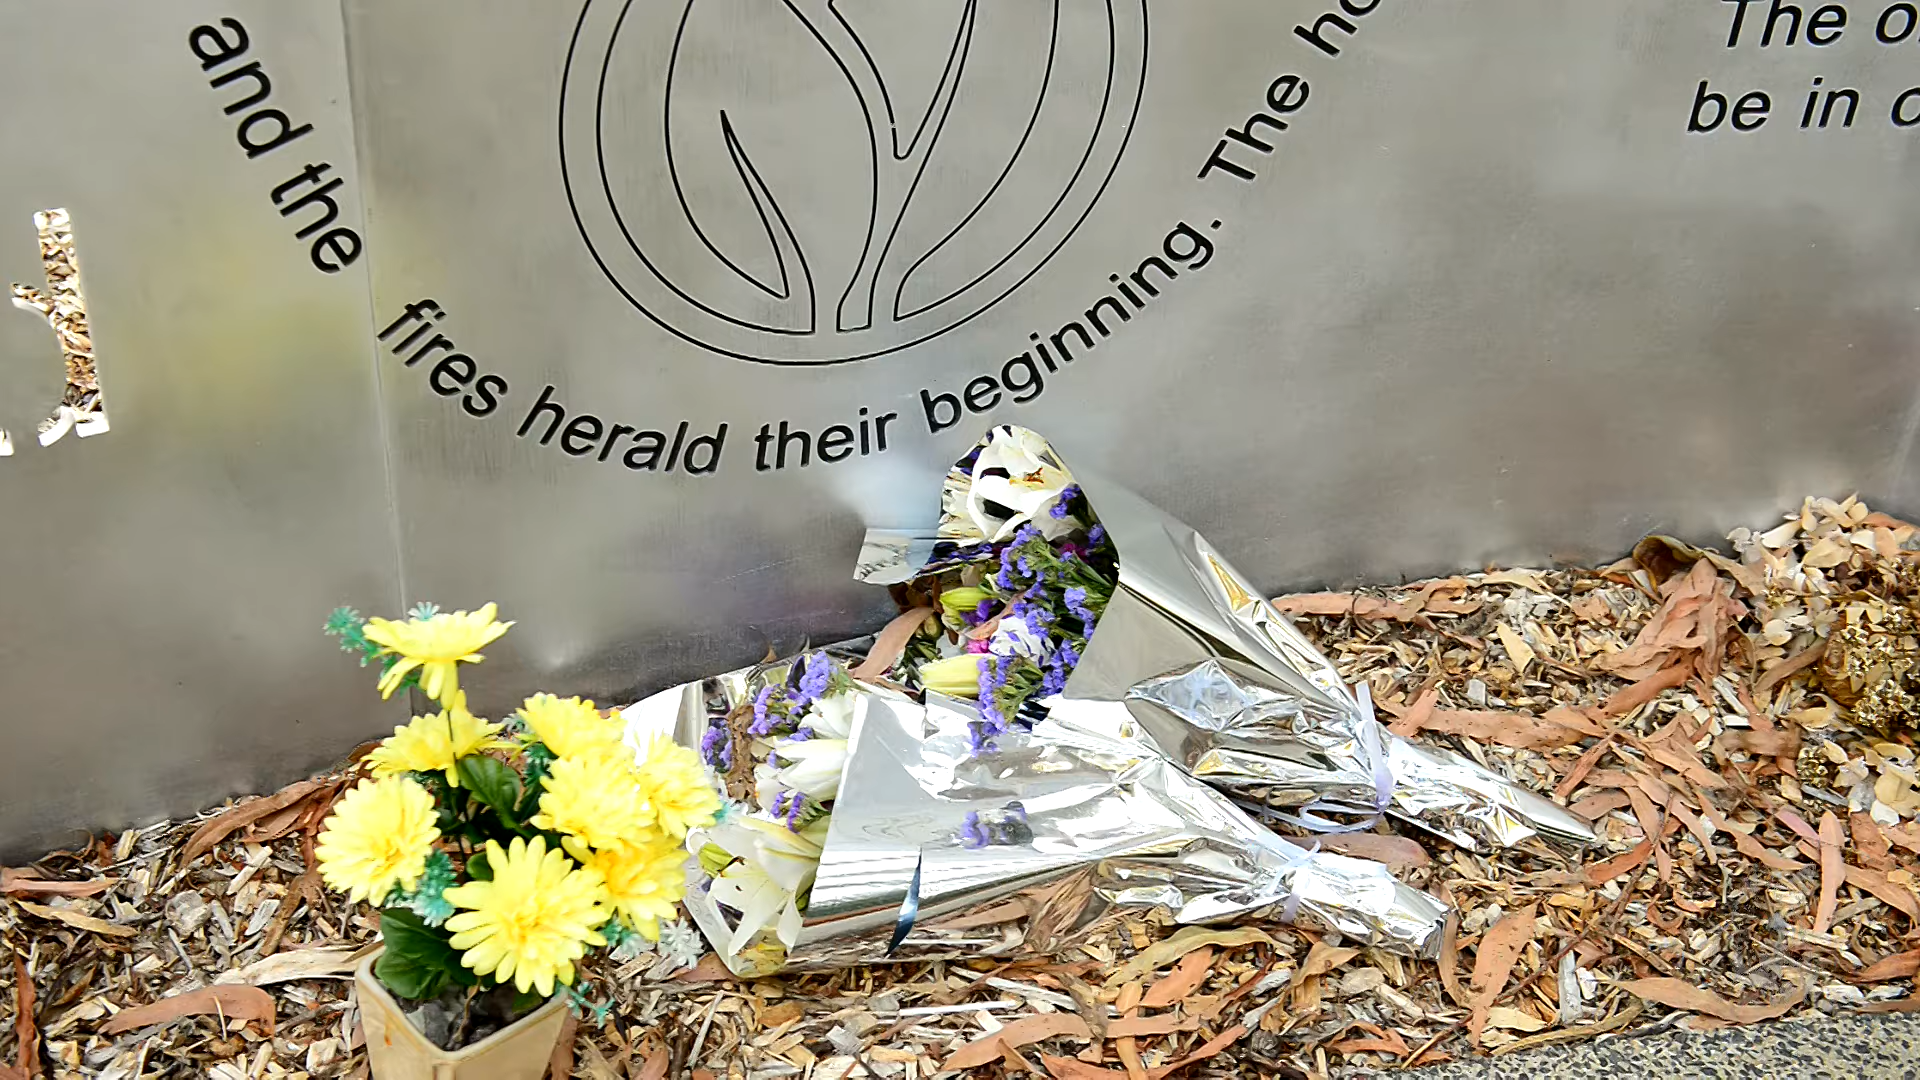 and the fires herald their beginning. The
The
be in